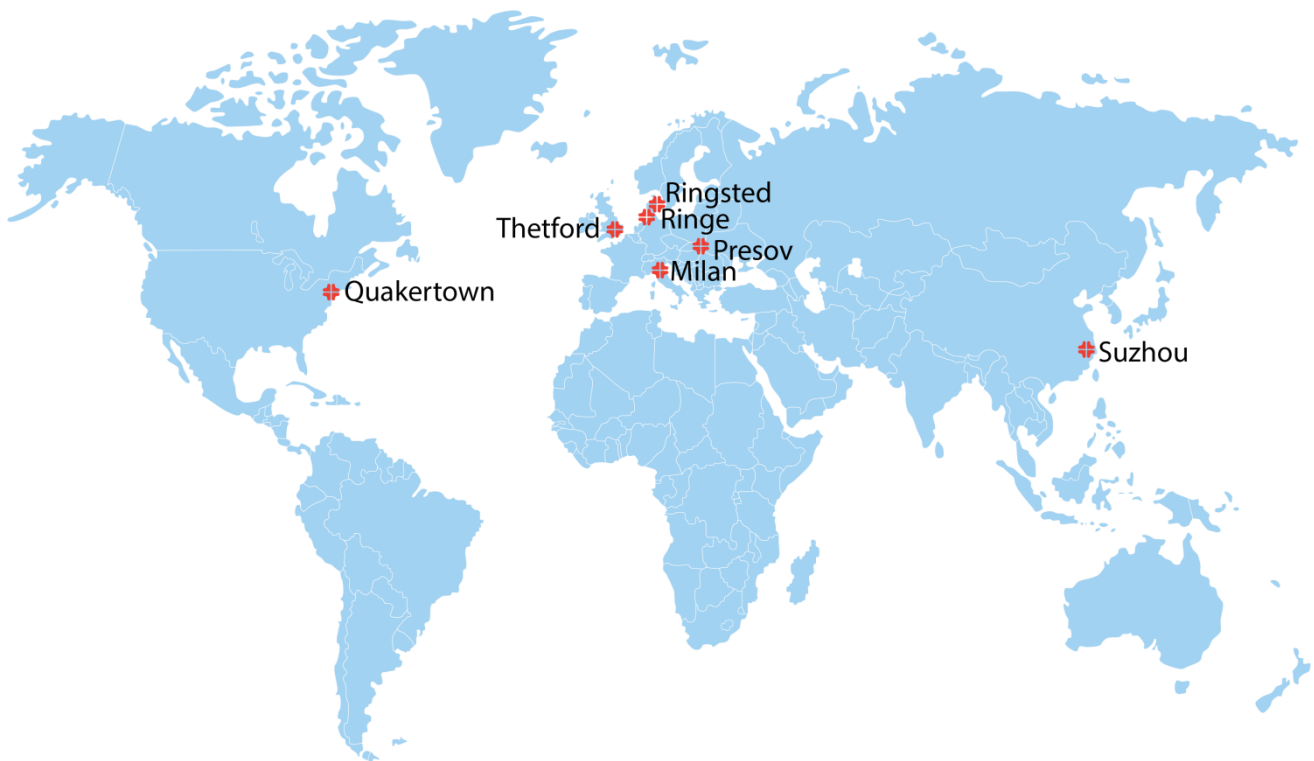 Ringsted
Ringe
Thetford
Presov
Milan
Quakertown
Suzhou